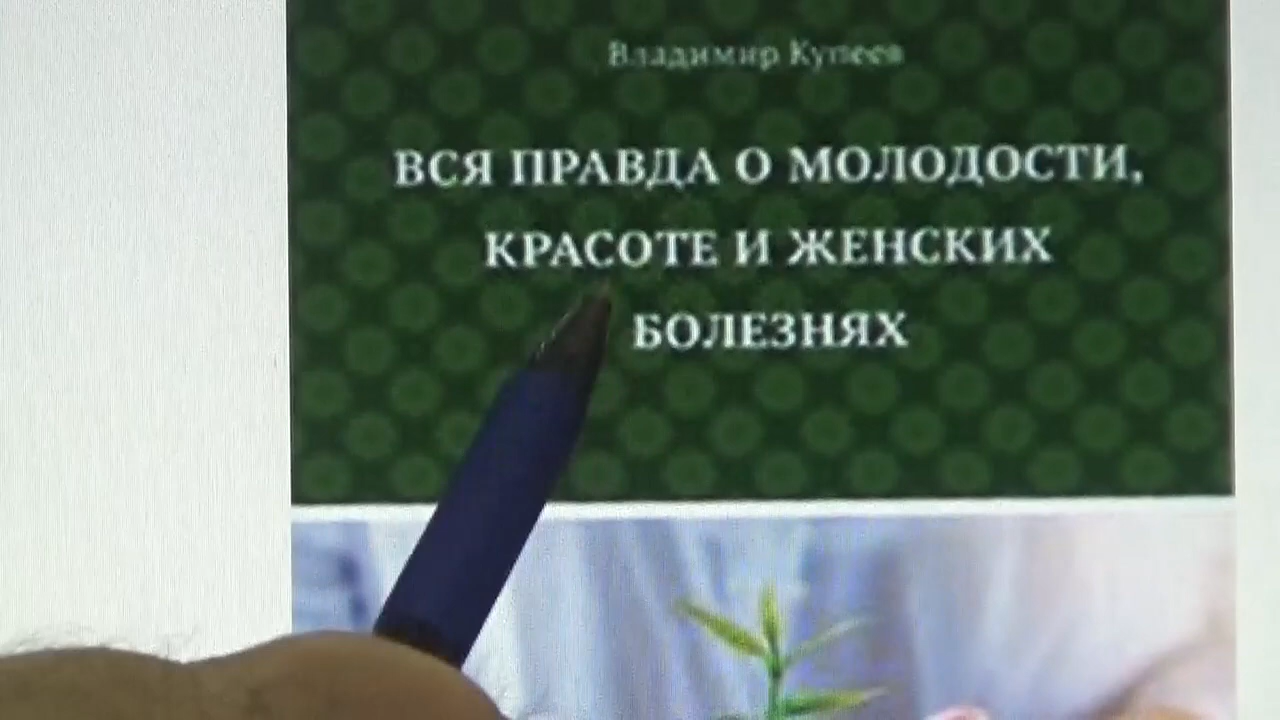 Владимир Купеев
ВСЯ ПРАВДА О МОЛОДОСТИ,
КРАСОТЕ И ЖЕНСКИХ
БОЛЕЗНЯХ